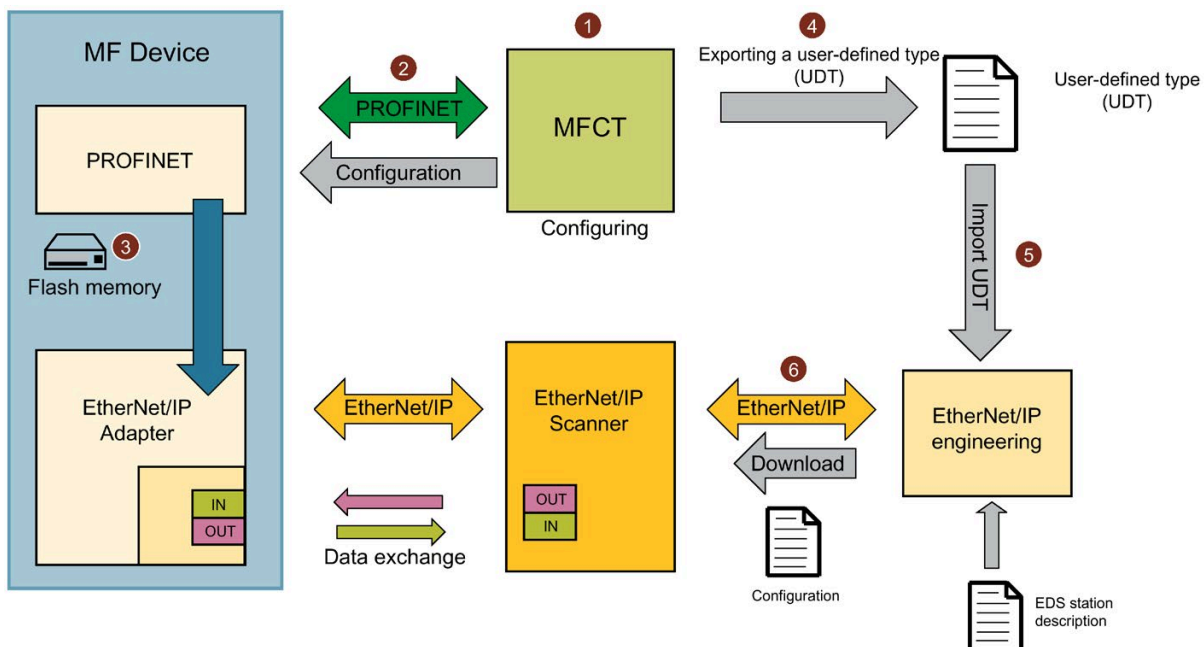 MF Device
1
4
Exporting a user-defined type
(UDT)
User-defined type
(UDT)
2
PROFINET
MFCT
PROFINET
Configuration
Configuring
3
Flash memory
Import UDT
5
6
EtherNet/IP
Adapter
EtherNet/IP
EtherNet/IP
Scanner
EtherNet/IP
EtherNet/IP
engineering
Download
IN
OUT
OUT
IN
Data exchange
Configuration
EDS station
description